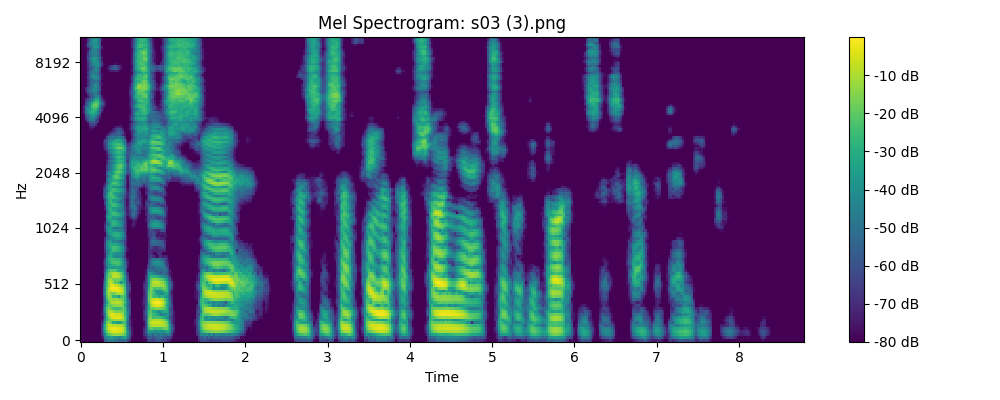 Mel Spectrogram: s03 (3).png
8192
4096
2048
1024
512
0
Hz
0 1 2 3 4 5 6 7 8
Time
-10 dB
-20 dB
-30 dB
-40 dB
-50 dB
-60 dB
-70 dB
-80 dB